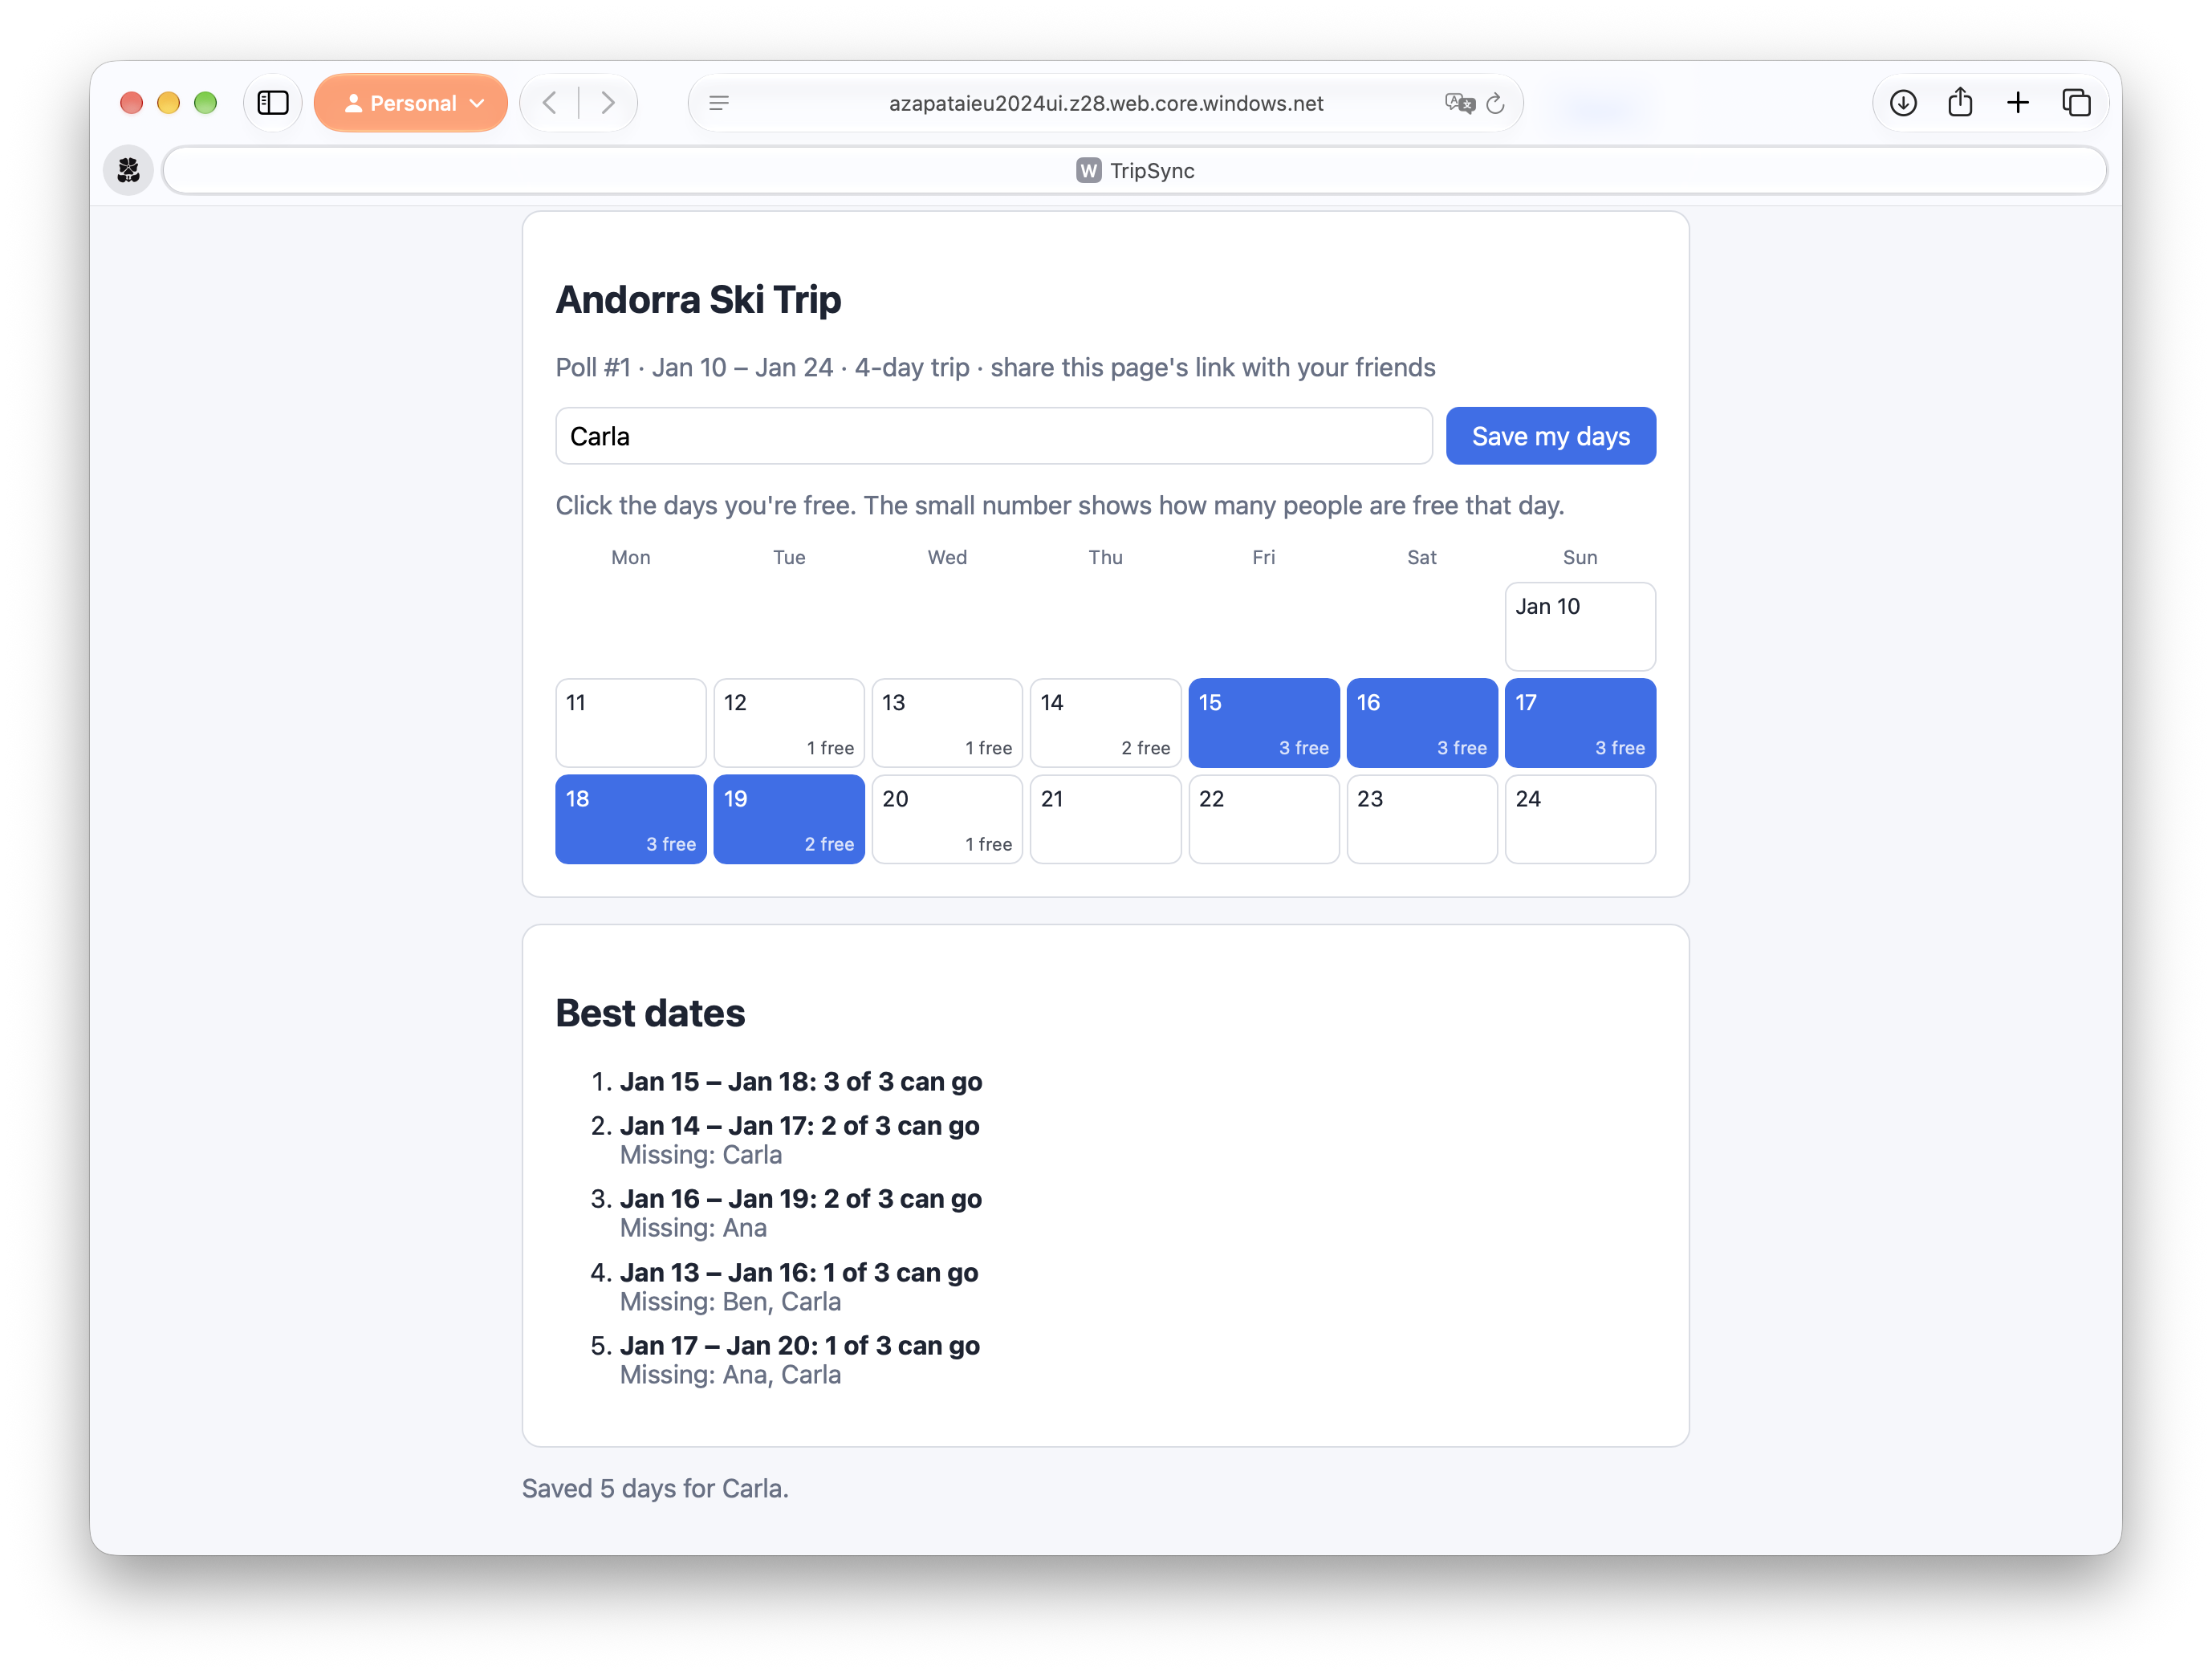 Personal
azapataieu2024ui.z28.web.core.windows.net
W TripSync
Andorra Ski Trip
Poll #1 · Jan 10 – Jan 24 · 4-day trip · share this page's link with your friends
Carla
Save my days
Click the days you're free. The small number shows how many people are free that day.
Mon Tue Wed Thu Fri Sat Sun
Jan 10
11 12 13 14 15 16 17
1 free 1 free 2 free 3 free 3 free 3 free
18 19 20 21 22 23 24
3 free 2 free 1 free
Best dates
1. Jan 15 – Jan 18: 3 of 3 can go
2. Jan 14 – Jan 17: 2 of 3 can go
Missing: Carla
3. Jan 16 – Jan 19: 2 of 3 can go
Missing: Ana
4. Jan 13 – Jan 16: 1 of 3 can go
Missing: Ben, Carla
5. Jan 17 – Jan 20: 1 of 3 can go
Missing: Ana, Carla
Saved 5 days for Carla.